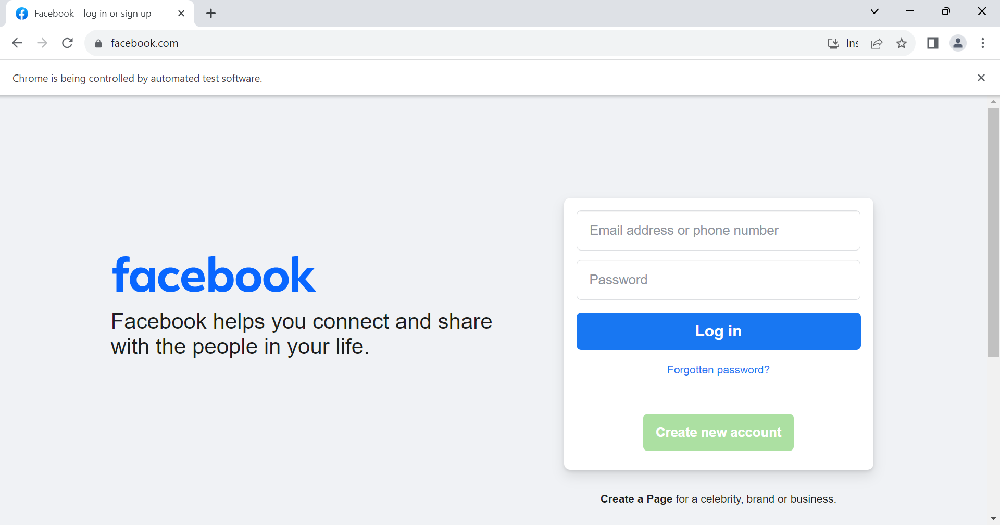 Facebook – log in or sign up
facebook.com
Ins
Chrome is being controlled by automated test software.
facebook
Facebook helps you connect and share
with the people in your life.
Email address or phone number
Password
Log in
Forgotten password?
Create new account
Create a Page for a celebrity, brand or business.